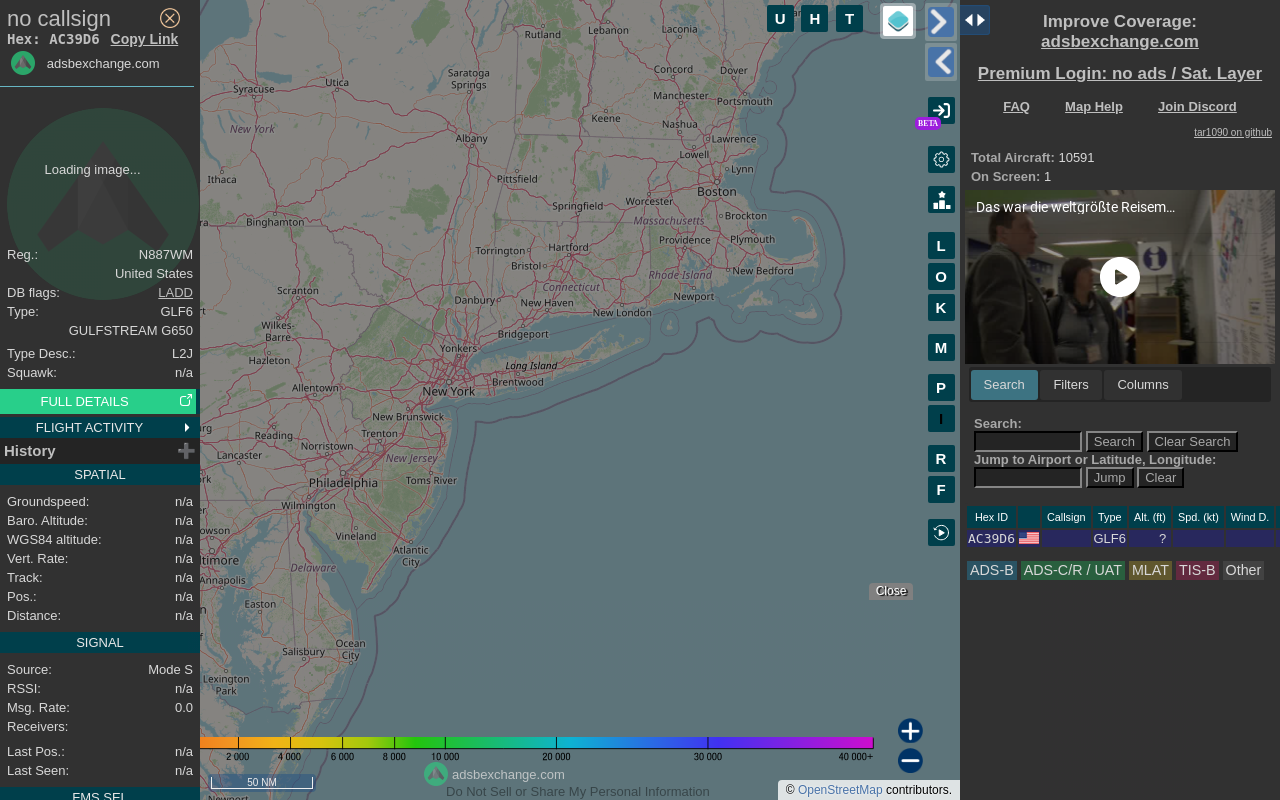 no callsign
Hex: AC39D6 Copy Link
adsbexchange.com
Loading image...
Reg.: N887WM
United States
DB flags: LADD
Type: GLF6
GULFSTREAM G650
Type Desc.: L2J
Squawk: n/a
FULL DETAILS
FLIGHT ACTIVITY
History
SPATIAL
Groundspeed: n/a
Baro. Altitude: n/a
WGS84 altitude: n/a
Vert. Rate: n/a
Track: n/a
Pos.: n/a
Distance: n/a
SIGNAL
Source: Mode S
RSSI: n/a
Msg. Rate: 0.0
Receivers:
Last Pos.: n/a
Last Seen: n/a
FMS SEL
Rutland
Lebanon
Laconia
Concord
Dover
Saratoga
Springs
Utica
Syracuse
Manchester
Portsmouth
Keene
Nashua
New York
Albany
Lawrence
Lowell
Lynn
Ithaca
Pittsfield
Boston
Worcester
Springfield
Massachusetts
Brockton
Binghamton
Providence
Plymouth
Hartford
Torrington
Bristol
Rhode Island
New Bedford
Connecticut
Scranton
Danbury
New Haven
Newport
New London
Wilkes-
Barre
Bridgeport
Yonkers
Hazleton
Long Island
Brentwood
Allentown
New York
New Brunswick
Reading
Trenton
Norristown
Lancaster
New Jersey
Toms River
Philadelphia
Wilmington
Vineland
Atlantic
City
Delaware
Annapolis
Easton
Ocean
City
Salisbury
Lexington
Park
U H T
BETA
L
O
K
M
P
I
R
F
Close
2 000 4 000 6 000 8 000 10 000 20 000 30 000 40 000+
50 NM
adsbexchange.com
Do Not Sell or Share My Personal Information
© OpenStreetMap contributors.
Improve Coverage:
adsbexchange.com
Premium Login: no ads / Sat. Layer
FAQ Map Help Join Discord
tar1090 on github
Total Aircraft: 10591
On Screen: 1
Das war die weltgrößte Reisem...
Search Filters Columns
Search:
Search Clear Search
Jump to Airport or Latitude, Longitude:
Jump Clear
Hex ID Callsign Type Alt. (ft) Spd. (kt) Wind D.
AC39D6 GLF6 ?
ADS-B ADS-C/R / UAT MLAT TIS-B Other